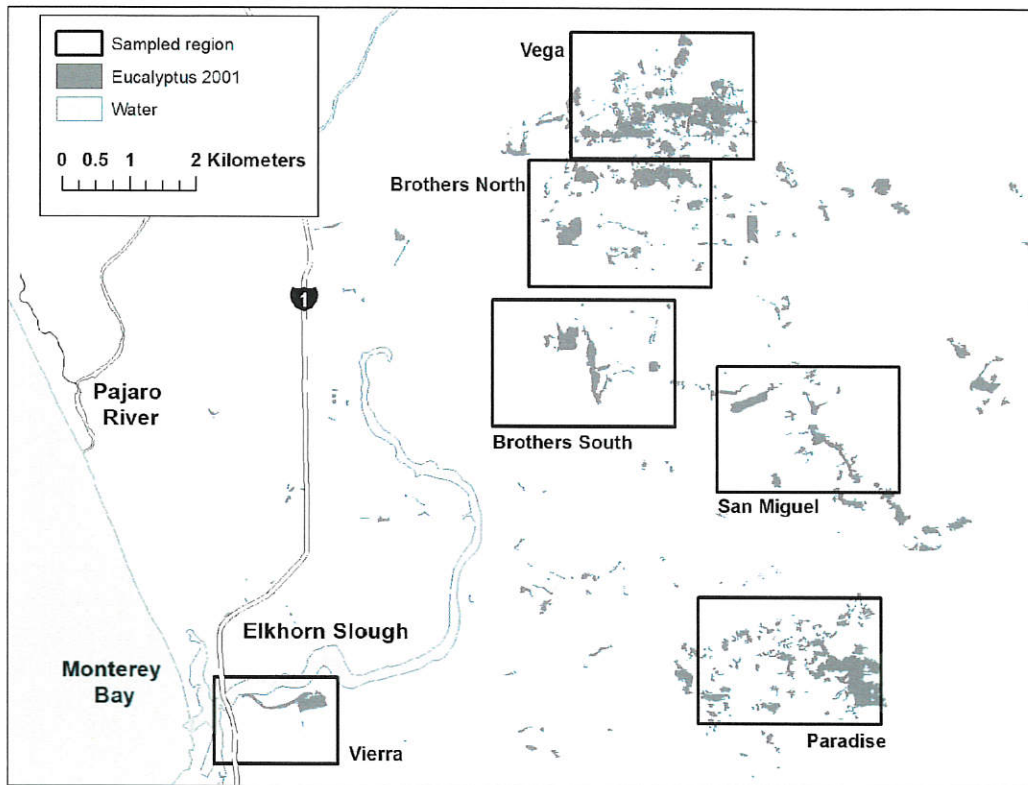 Sampled region
Eucalyptus 2001
Water
0 0.5 1 2 Kilometers
Vega
Brothers North
1
Pajaro
River
Brothers South
San Miguel
Elkhorn Slough
Monterey
Bay
Vierra
Paradise